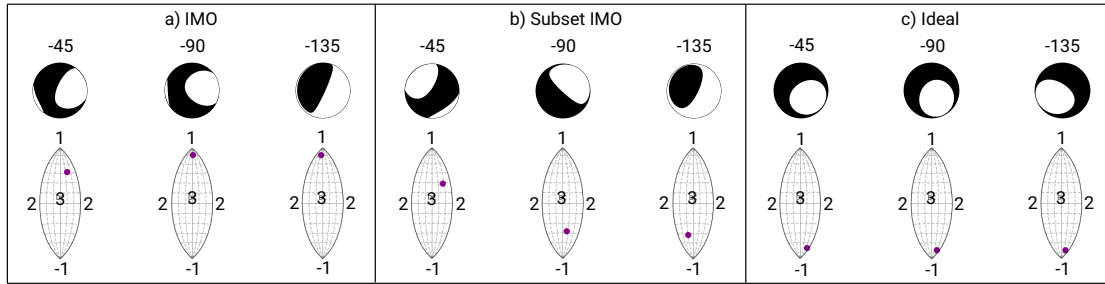 a) IMO
b) Subset IMO
c) Ideal
-45 -90 -135 -45 -90 -135 -45 -90 -135
1 1 1 1 1 1 1 1 1
2 3 2 2 3 2 2 3 2 2 3 2 2 3 2 2 3 2 2 3 2 2 3 2 2 3 2
-1 -1 -1 -1 -1 -1 -1 -1 -1